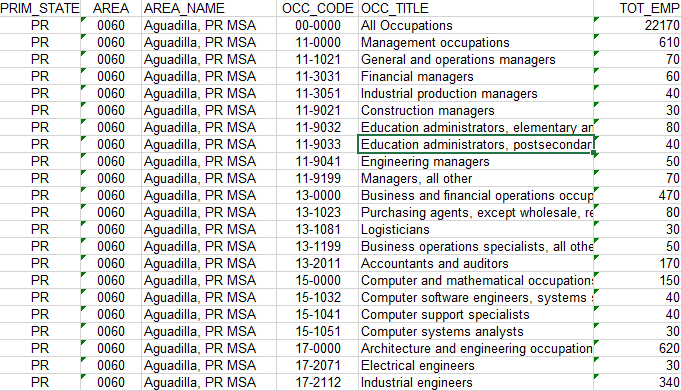 PRIM_STATE AREA AREA_NAME OCC_CODE OCC_TITLE TOT_EMP
PR 0060 Aguadilla, PR MSA 00-0000 All Occupations 22170
PR 0060 Aguadilla, PR MSA 11-0000 Management occupations 610
PR 0060 Aguadilla, PR MSA 11-1021 General and operations managers 70
PR 0060 Aguadilla, PR MSA 11-3031 Financial managers 60
PR 0060 Aguadilla, PR MSA 11-3051 Industrial production managers 40
PR 0060 Aguadilla, PR MSA 11-9021 Construction managers 30
PR 0060 Aguadilla, PR MSA 11-9032 Education administrators, elementary an 80
PR 0060 Aguadilla, PR MSA 11-9033 Education administrators, postsecondar 40
PR 0060 Aguadilla, PR MSA 11-9041 Engineering managers 50
PR 0060 Aguadilla, PR MSA 11-9199 Managers, all other 70
PR 0060 Aguadilla, PR MSA 13-0000 Business and financial operations occup 470
PR 0060 Aguadilla, PR MSA 13-1023 Purchasing agents, except wholesale, re 80
PR 0060 Aguadilla, PR MSA 13-1081 Logisticians 30
PR 0060 Aguadilla, PR MSA 13-1199 Business operations specialists, all othe 50
PR 0060 Aguadilla, PR MSA 13-2011 Accountants and auditors 170
PR 0060 Aguadilla, PR MSA 15-0000 Computer and mathematical occupation 150
PR 0060 Aguadilla, PR MSA 15-1032 Computer software engineers, systems 40
PR 0060 Aguadilla, PR MSA 15-1041 Computer support specialists 40
PR 0060 Aguadilla, PR MSA 15-1051 Computer systems analysts 30
PR 0060 Aguadilla, PR MSA 17-0000 Architecture and engineering occupation 620
PR 0060 Aguadilla, PR MSA 17-2071 Electrical engineers 30
PR 0060 Aguadilla, PR MSA 17-2112 Industrial engineers 340